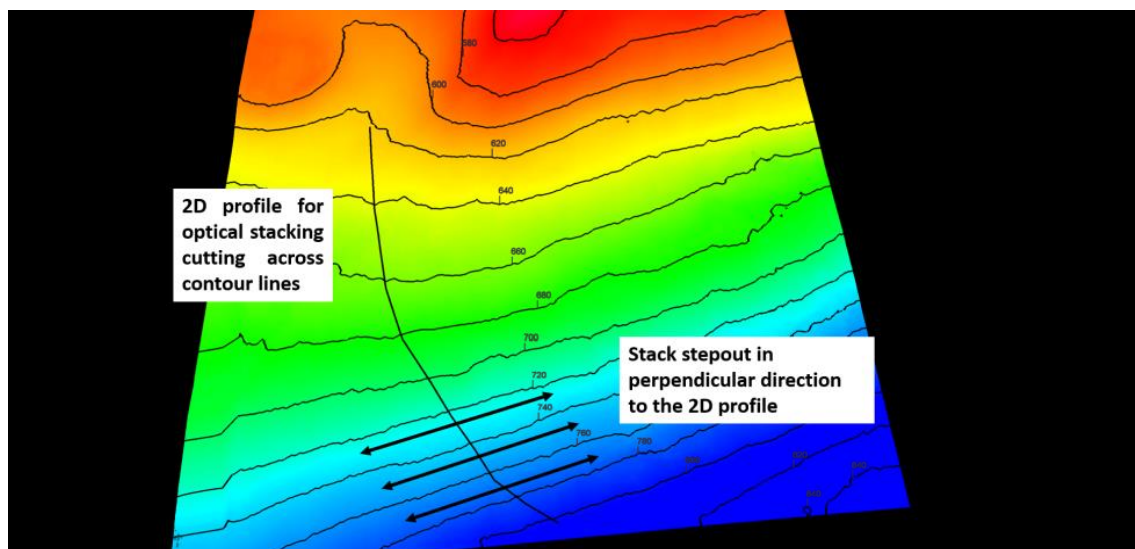 580
600
620
640
2D profile for
optical stacking
cutting across
contour lines
660
680
700
Stack stepout in
perpendicular direction
to the 2D profile
720
740
760
780